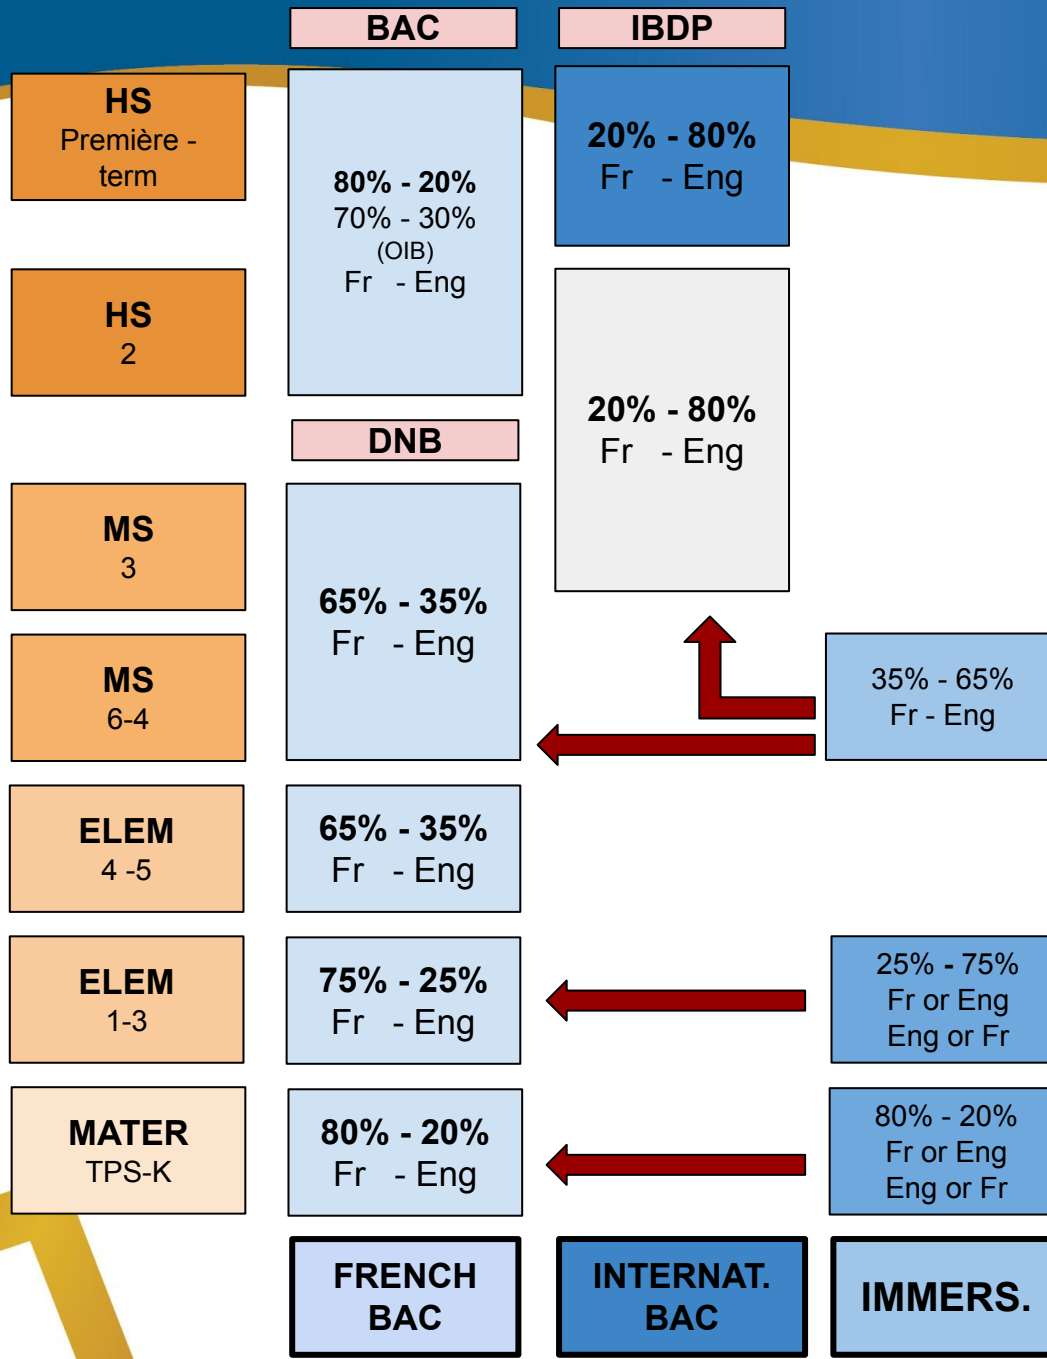 BAC
IBDP
HS
Première -
term
80% - 20%
70% - 30%
(OIB)
Fr - Eng
20% - 80%
Fr - Eng
HS
2
20% - 80%
Fr - Eng
DNB
MS
3
65% - 35%
Fr - Eng
MS
6-4
35% - 65%
Fr - Eng
ELEM
4 -5
65% - 35%
Fr - Eng
ELEM
1-3
75% - 25%
Fr - Eng
25% - 75%
Fr or Eng
Eng or Fr
MATER
TPS-K
80% - 20%
Fr - Eng
80% - 20%
Fr or Eng
Eng or Fr
FRENCH
BAC
INTERNAT.
BAC
IMMERS.